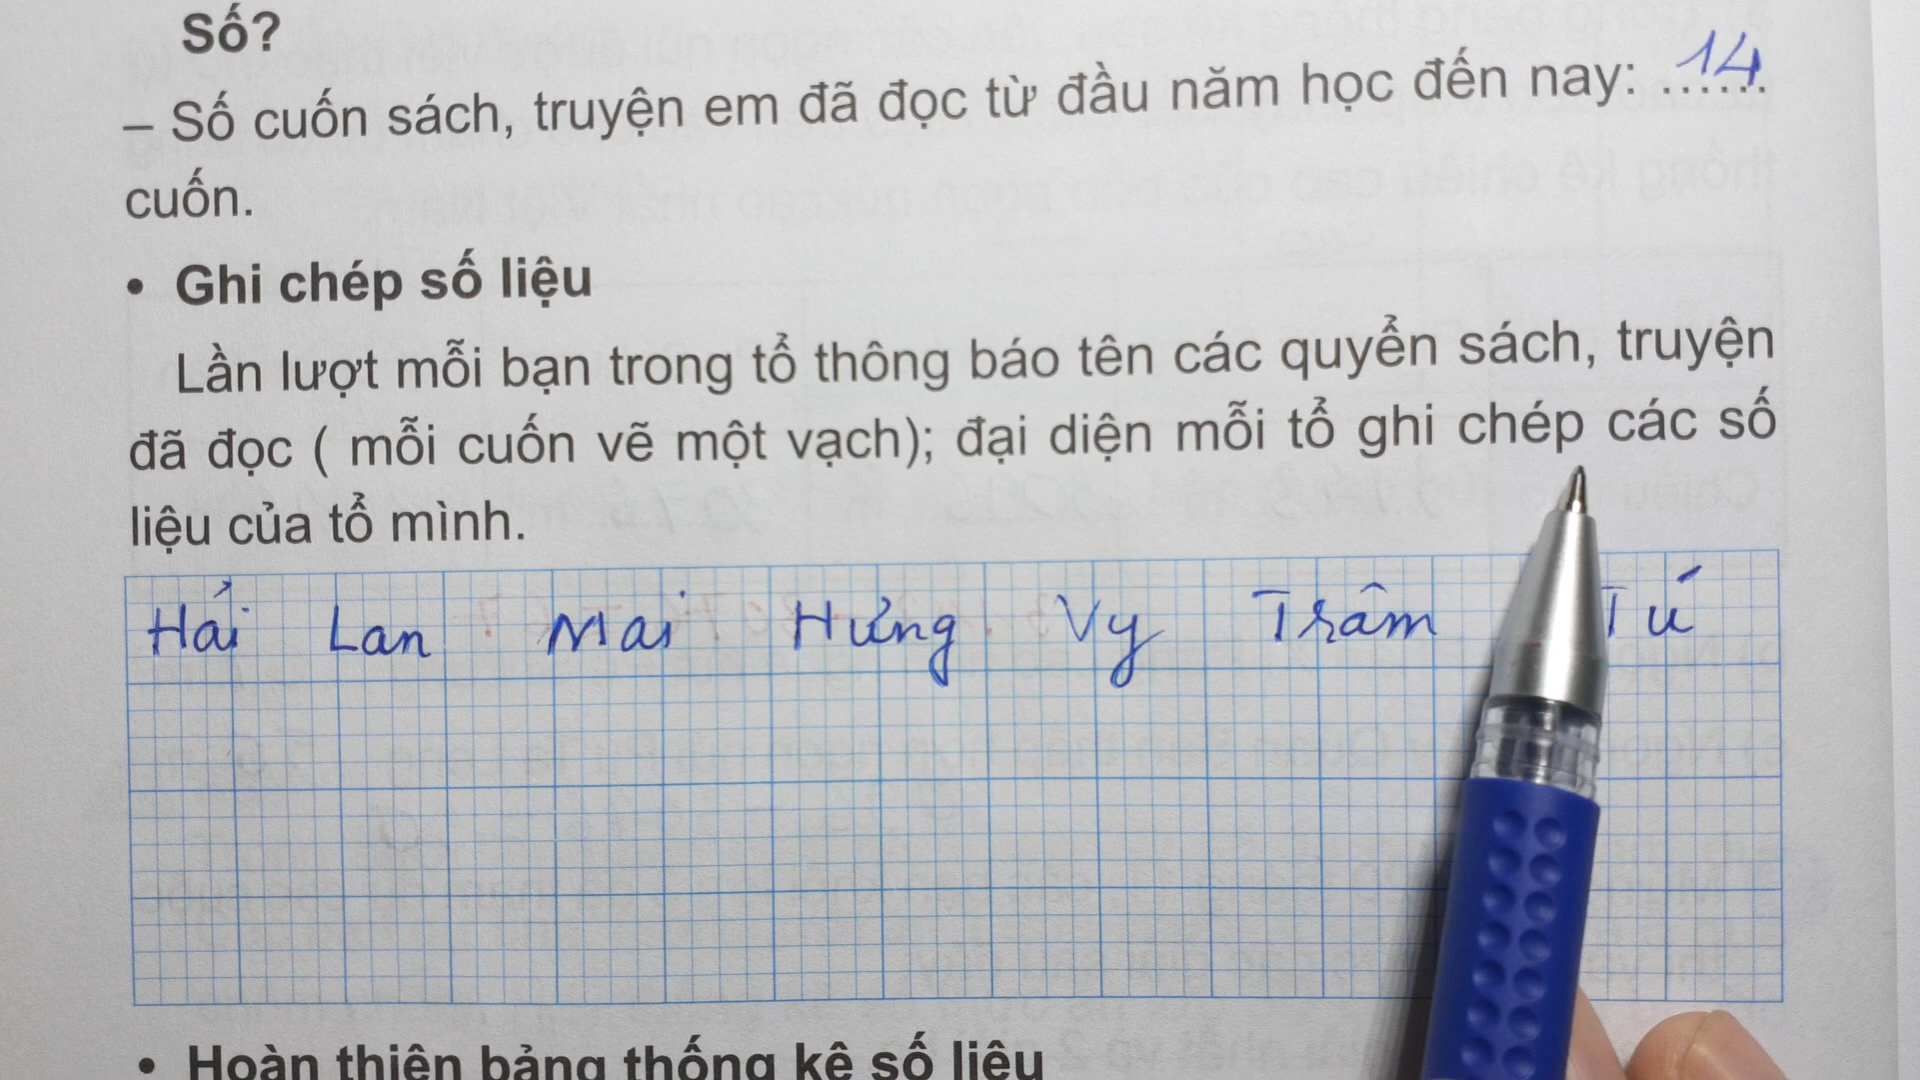 Số?
– Số cuốn sách, truyện em đã đọc từ đầu năm học đến nay: 14
cuốn.
• Ghi chép số liệu
Lần lượt mỗi bạn trong tổ thông báo tên các quyển sách, truyện
đã đọc ( mỗi cuốn vẽ một vạch); đại diện mỗi tổ ghi chép các số
liệu của tổ mình.
Hải Lan Mai Hưng Vy Trâm Tú
• Hoàn thiện bảng thống kê số liệu